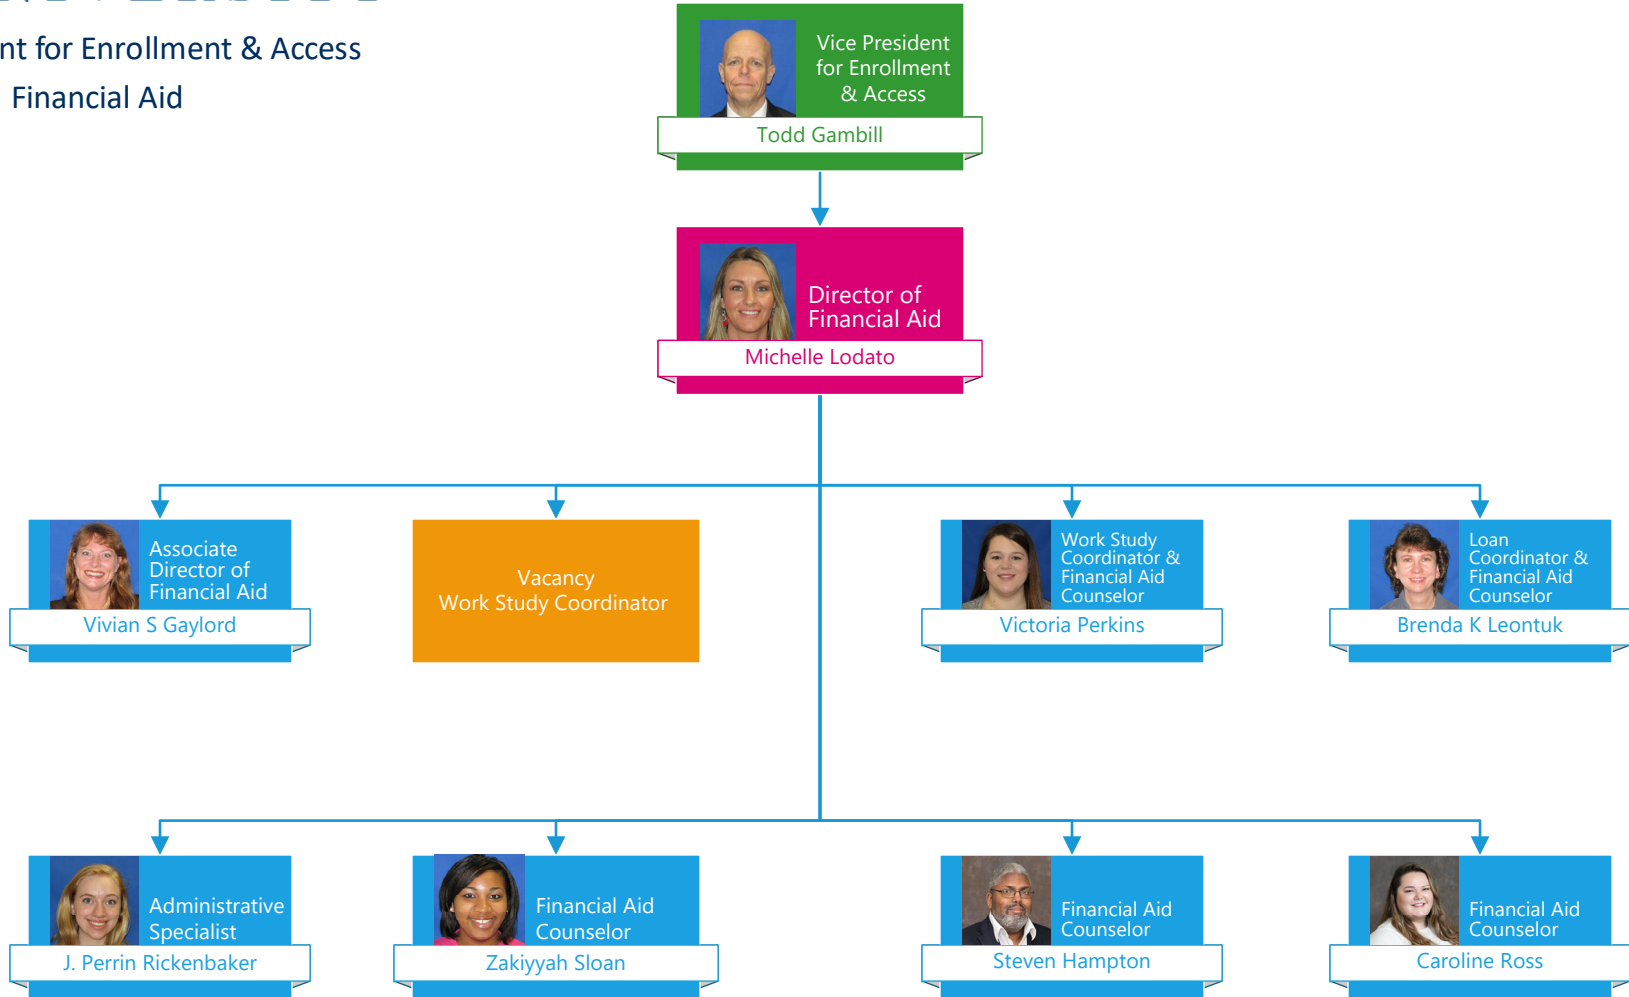 nt for Enrollment & Access
Financial Aid
Vice President
for Enrollment
& Access
Todd Gambill
Director of
Financial Aid
Michelle Lodato
Associate
Director of
Financial Aid
Vivian S Gaylord
Vacancy
Work Study Coordinator
Work Study
Coordinator &
Financial Aid
Counselor
Victoria Perkins
Loan
Coordinator &
Financial Aid
Counselor
Brenda K Leontuk
Administrative
Specialist
J. Perrin Rickenbaker
Financial Aid
Counselor
Zakiyyah Sloan
Financial Aid
Counselor
Steven Hampton
Financial Aid
Counselor
Caroline Ross